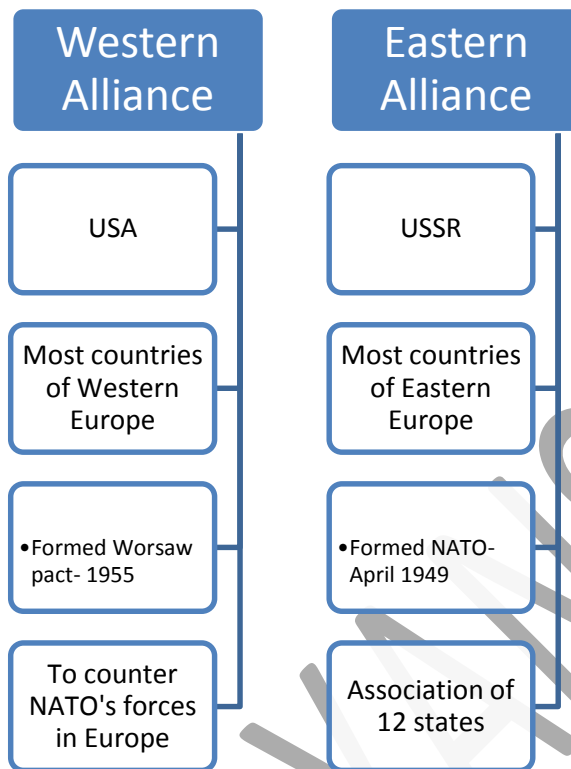 Western
Alliance
USA
Most countries
of Western
Europe
•Formed Worsaw
pact- 1955
To counter
NATO's forces
in Europe
Eastern
Alliance
USSR
Most countries
of Eastern
Europe
•Formed NATO-
April 1949
Association of
12 states